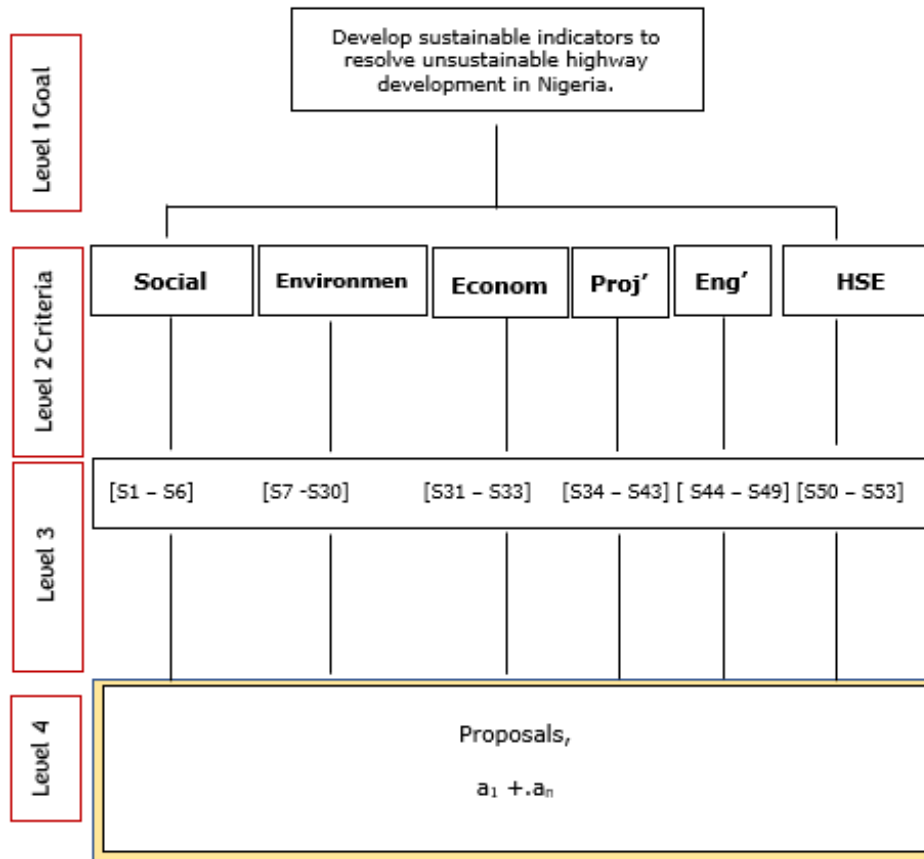 Level 1 Goal
Develop sustainable indicators to
resolve unsustainable highway
development in Nigeria.
Level 2 Criteria
Social
Environmen
Econom
Proj’
Eng’
HSE
Level 3
[S1 – S6]
[S7 -S30]
[S31 – S33]
[S34 – S43]
[ S44 – S49]
[S50 – S53]
Level 4
Proposals,
a₁ +.aₙ